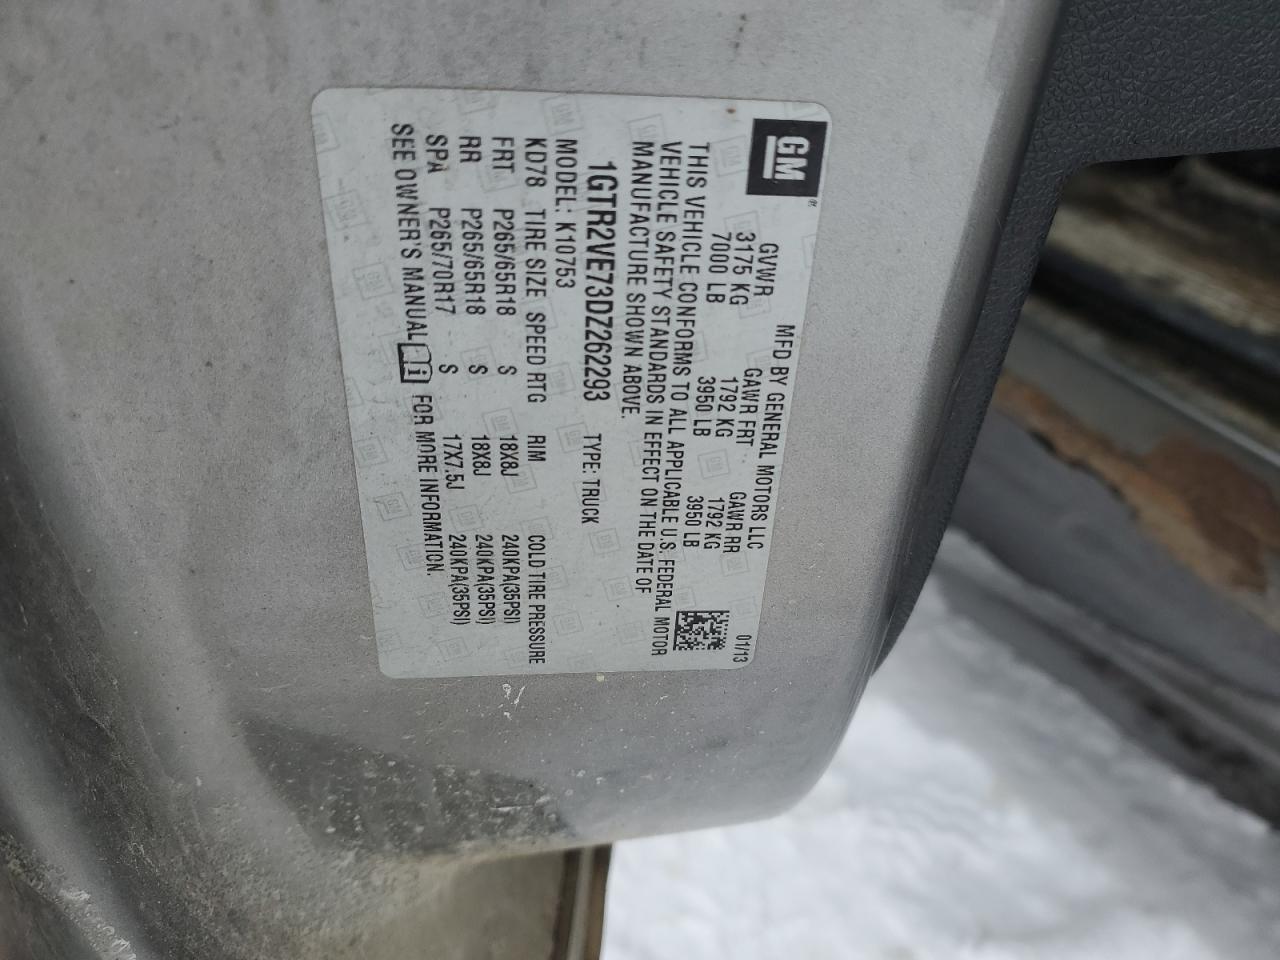 GM
MFD BY GENERAL MOTORS LLC 01/13
GVWR GAWR FRT GAWR RR
3175 KG 1792 KG 1792 KG
7000 LB 3950 LB 3950 LB
THIS VEHICLE CONFORMS TO ALL APPLICABLE U.S. FEDERAL MOTOR
VEHICLE SAFETY STANDARDS IN EFFECT ON THE DATE OF
MANUFACTURE SHOWN ABOVE.
1GTR2VE73DZ262293 TYPE: TRUCK
MODEL: K10753
KD78 TIRE SIZE SPEED RTG RIM COLD TIRE PRESSURE
FRT P265/65R18 S 18X8J 240KPA(35PSI)
RR P265/65R18 S 18X8J 240KPA(35PSI)
SPA P265/70R17 S 17X7.5J 240KPA(35PSI)
SEE OWNER'S MANUAL i FOR MORE INFORMATION.